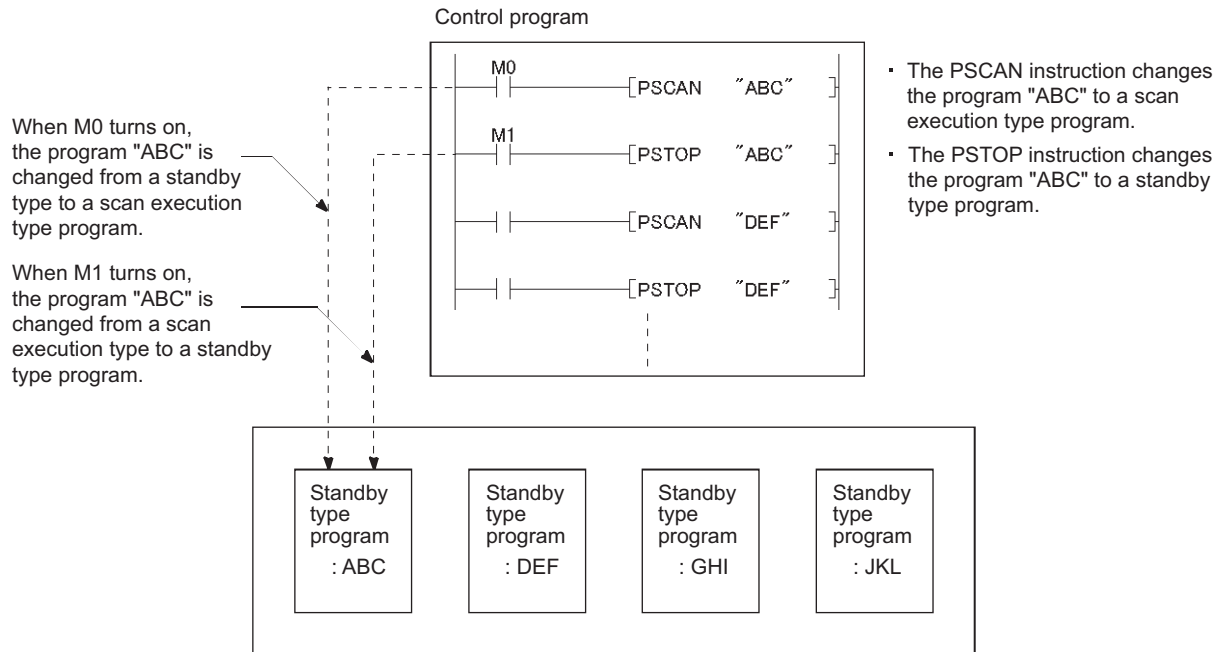 Control program
M0
[PSCAN "ABC" ]
M1
[PSTOP "ABC" ]
[PSCAN "DEF" ]
[PSTOP "DEF" ]
When M0 turns on,
the program "ABC" is
changed from a standby
type to a scan execution
type program.
When M1 turns on,
the program "ABC" is
changed from a scan
execution type to a standby
type program.
▪ The PSCAN instruction changes
the program "ABC" to a scan
execution type program.
▪ The PSTOP instruction changes
the program "ABC" to a standby
type program.
Standby
type
program
: ABC
Standby
type
program
: DEF
Standby
type
program
: GHI
Standby
type
program
: JKL